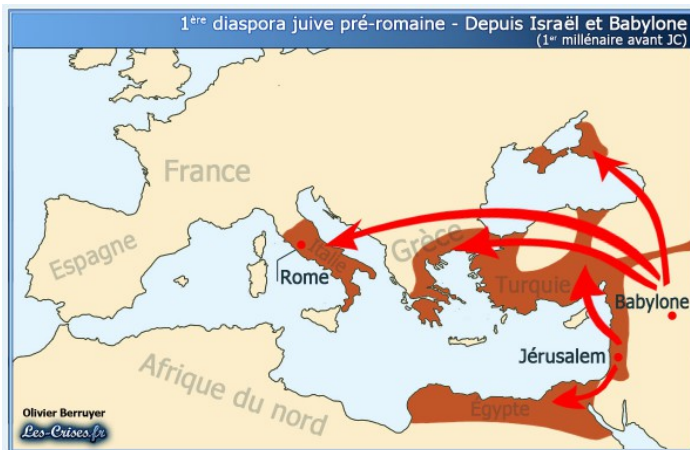 1ère diaspora juive pré-romaine - Depuis Israël et Babylone
(1er millénaire avant JC)
France
Espagne
Italie
Rome
Grèce
Turquie
Babylone
Jérusalem
Afrique du nord
Égypte
Olivier Berruyer
Les-Crises.fr